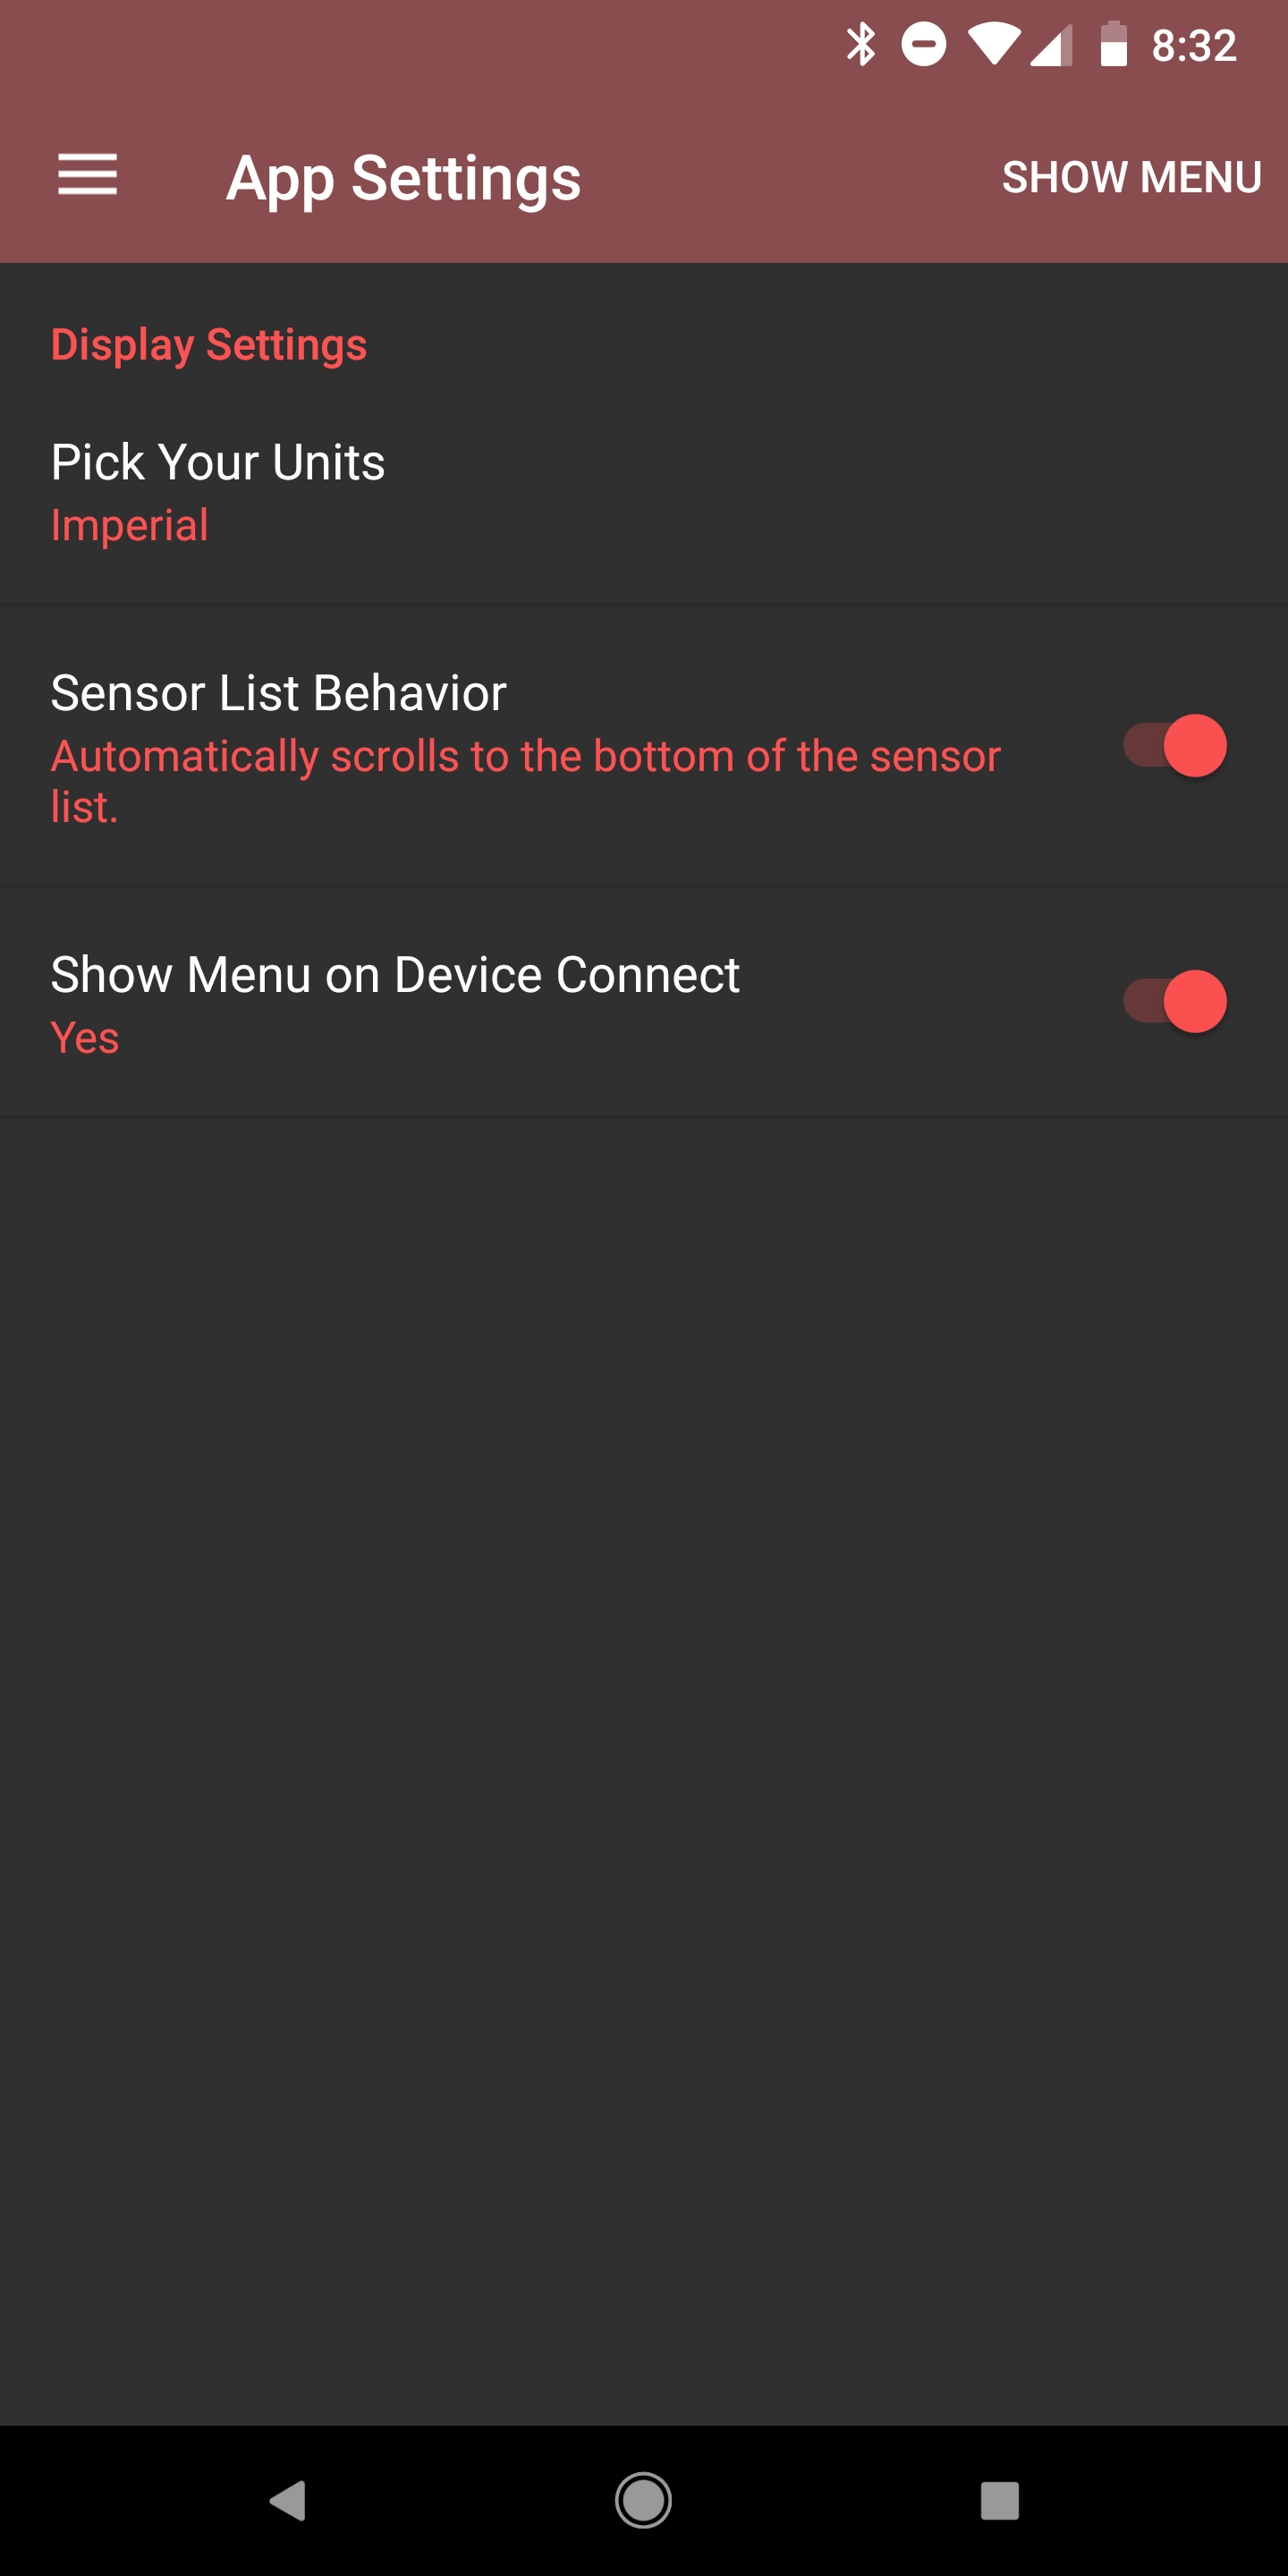 8:32
App Settings
SHOW MENU
Display Settings
Pick Your Units
Imperial
Sensor List Behavior
Automatically scrolls to the bottom of the sensor
list.
Show Menu on Device Connect
Yes